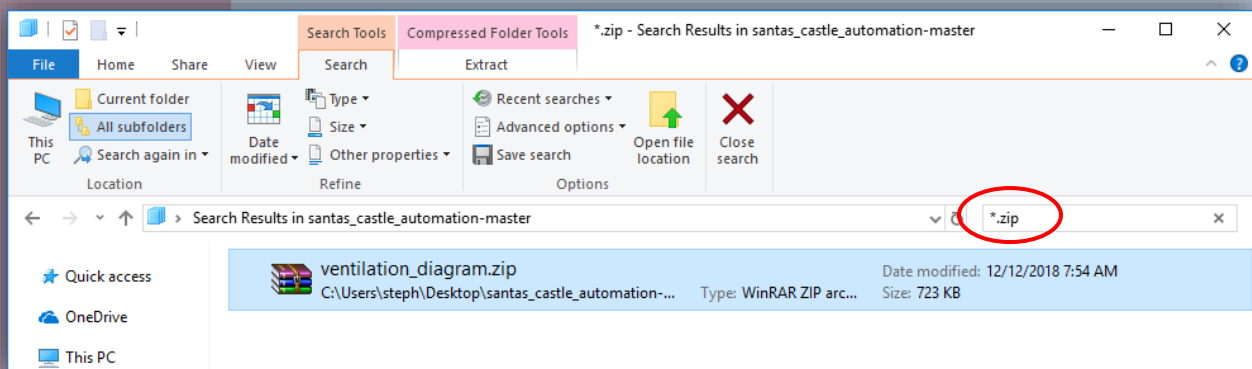 Search Tools Compressed Folder Tools *.zip - Search Results in santas_castle_automation-master
File Home Share View Search Extract
This PC
Current folder
All subfolders
Search again in
Location
Date modified
Type
Size
Other properties
Refine
Recent searches
Advanced options
Save search
Options
Open file location
Close search
Search Results in santas_castle_automation-master *.zip
Quick access
OneDrive
This PC
ventilation_diagram.zip Date modified: 12/12/2018 7:54 AM
C:\Users\steph\Desktop\santas_castle_automation-... Type: WinRAR ZIP arc... Size: 723 KB